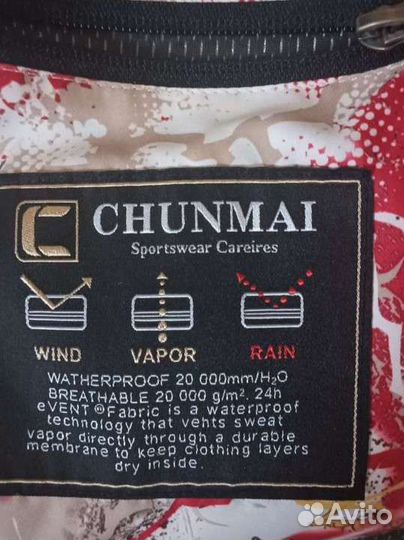 CHUNMAI
Sportswear Careires
WIND VAPOR RAIN
WATHERPROOF 20 000mm/H₂O
BREATHABLE 20 000 g/m². 24h
eVENT® Fabric is a waterproof
technology that vehts sweat
vapor directly through a durable
membrane to keep clothing layers
dry inside.
Avito